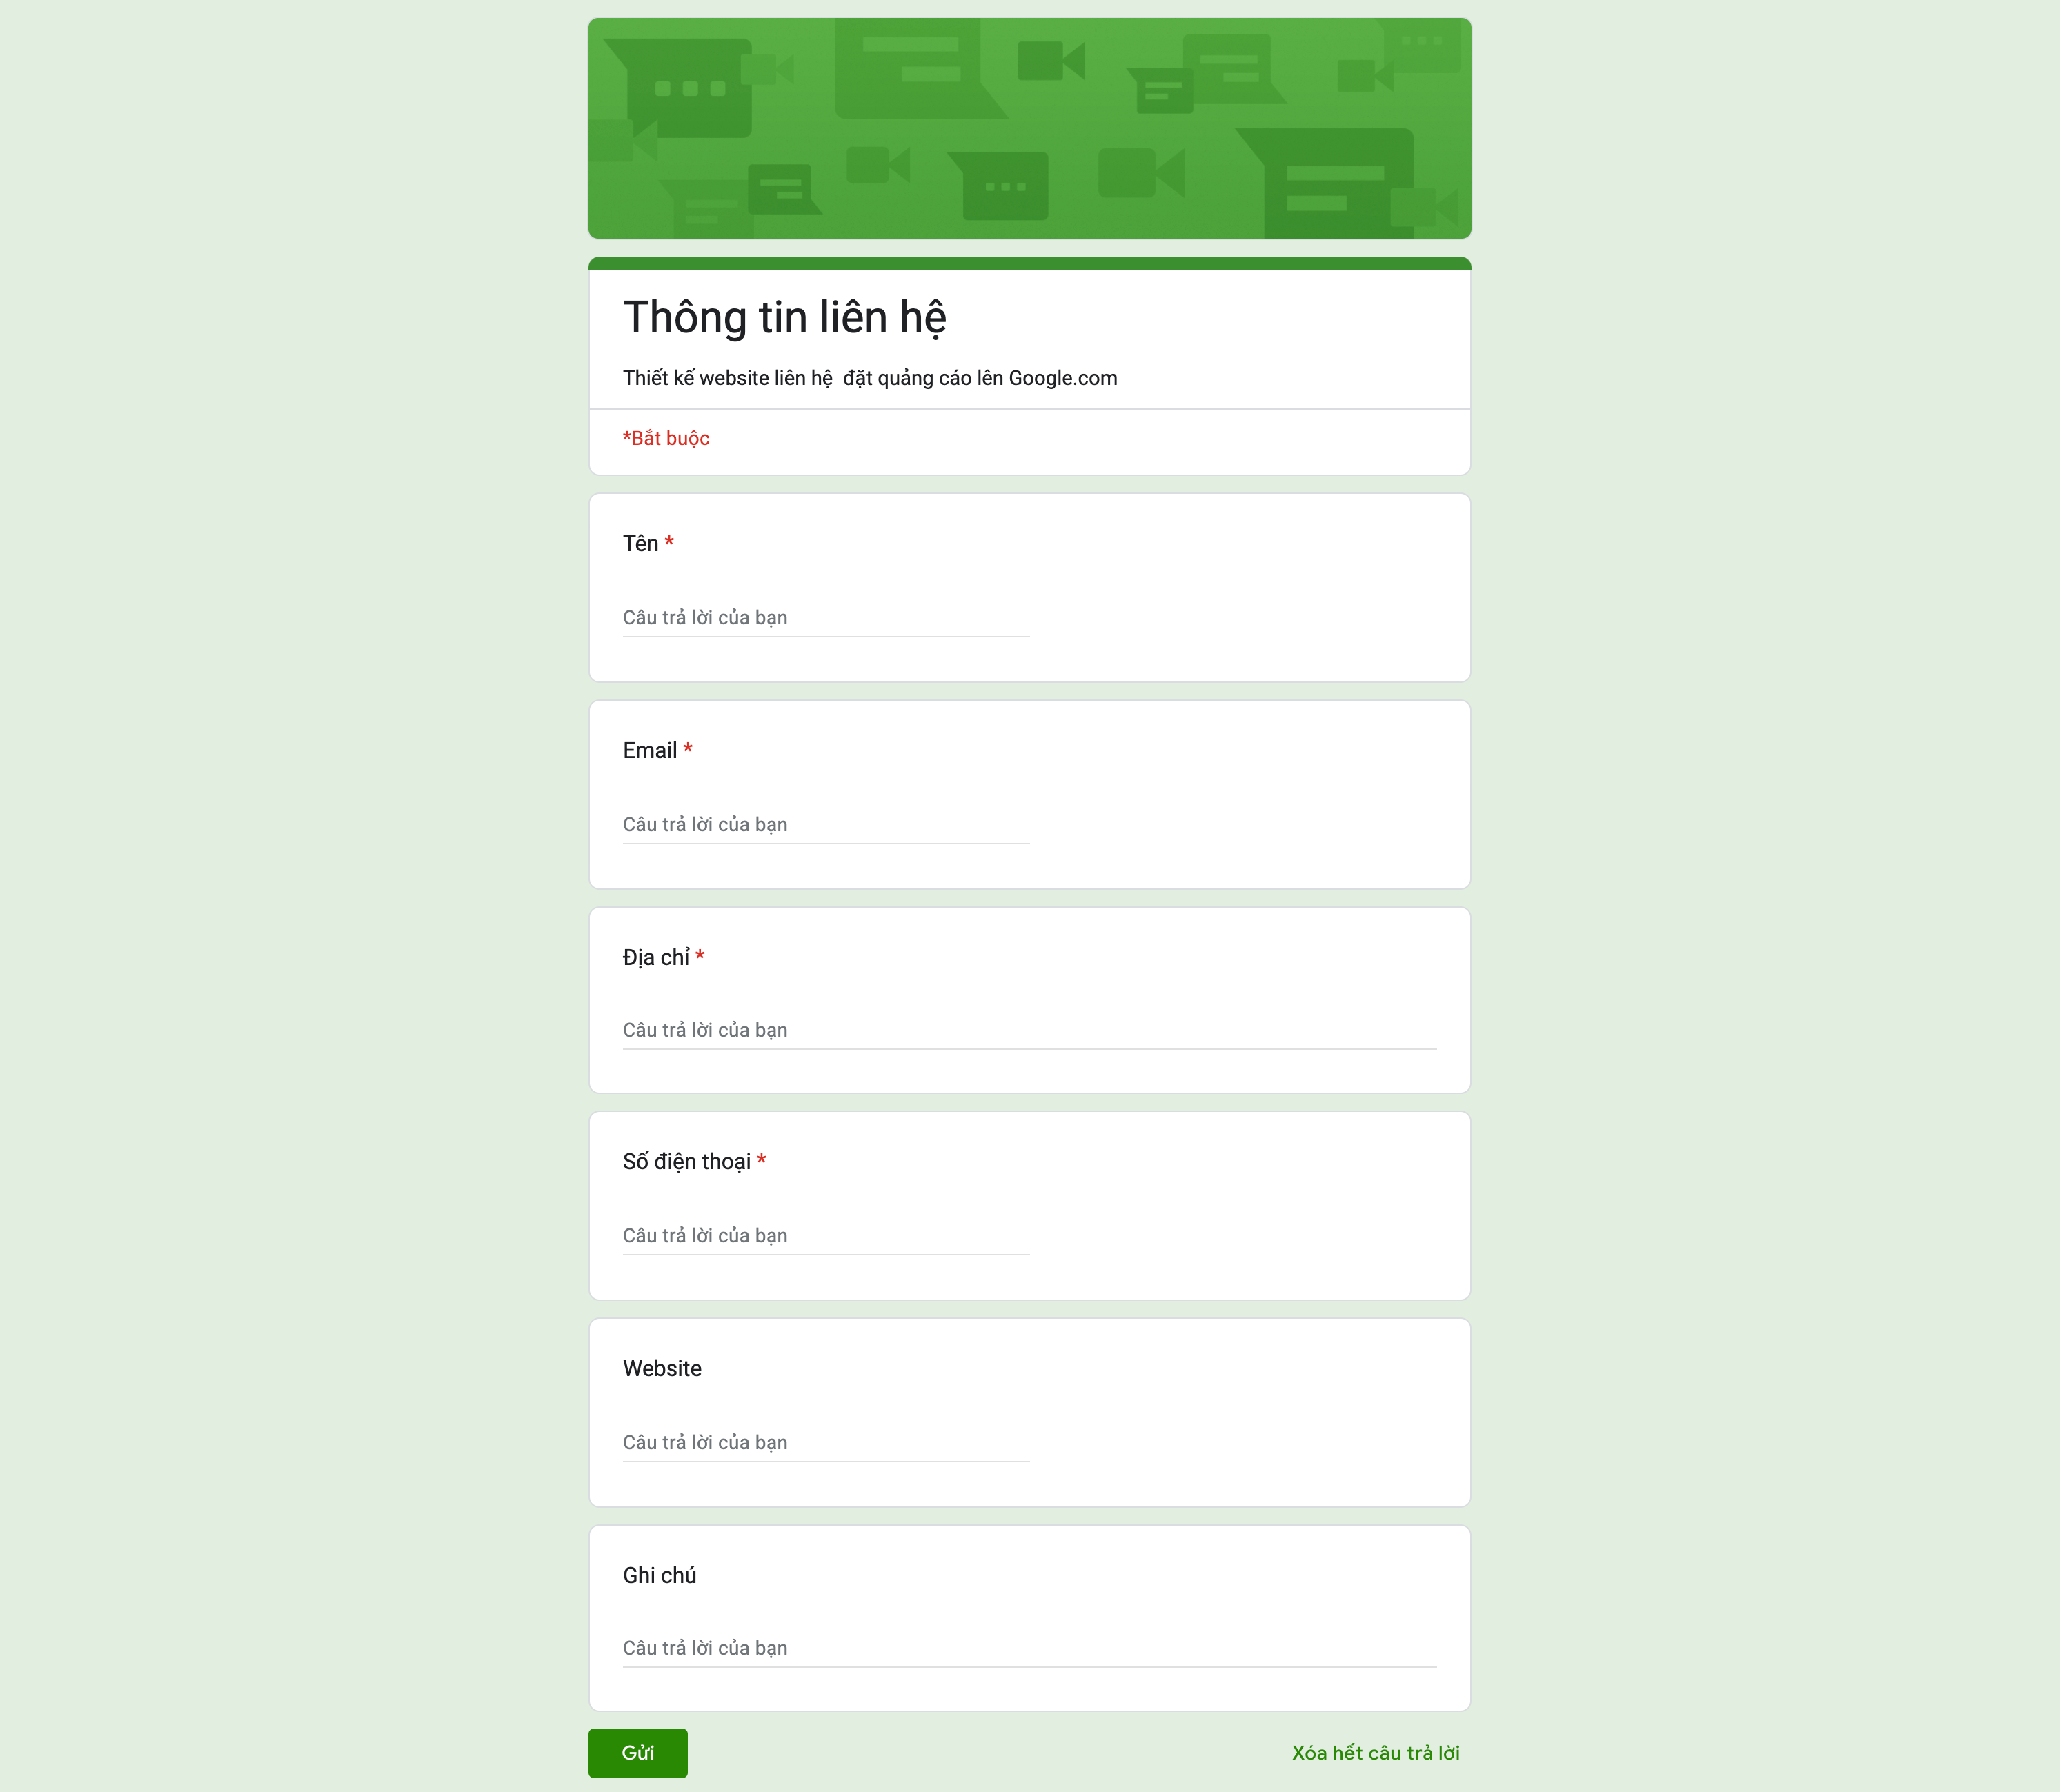 Thông tin liên hệ
Thiết kế website liên hệ  đặt quảng cáo lên Google.com
*Bắt buộc
Tên *
Câu trả lời của bạn
Email *
Câu trả lời của bạn
Địa chỉ *
Câu trả lời của bạn
Số điện thoại *
Câu trả lời của bạn
Website
Câu trả lời của bạn
Ghi chú
Câu trả lời của bạn
Gửi
Xóa hết câu trả lời